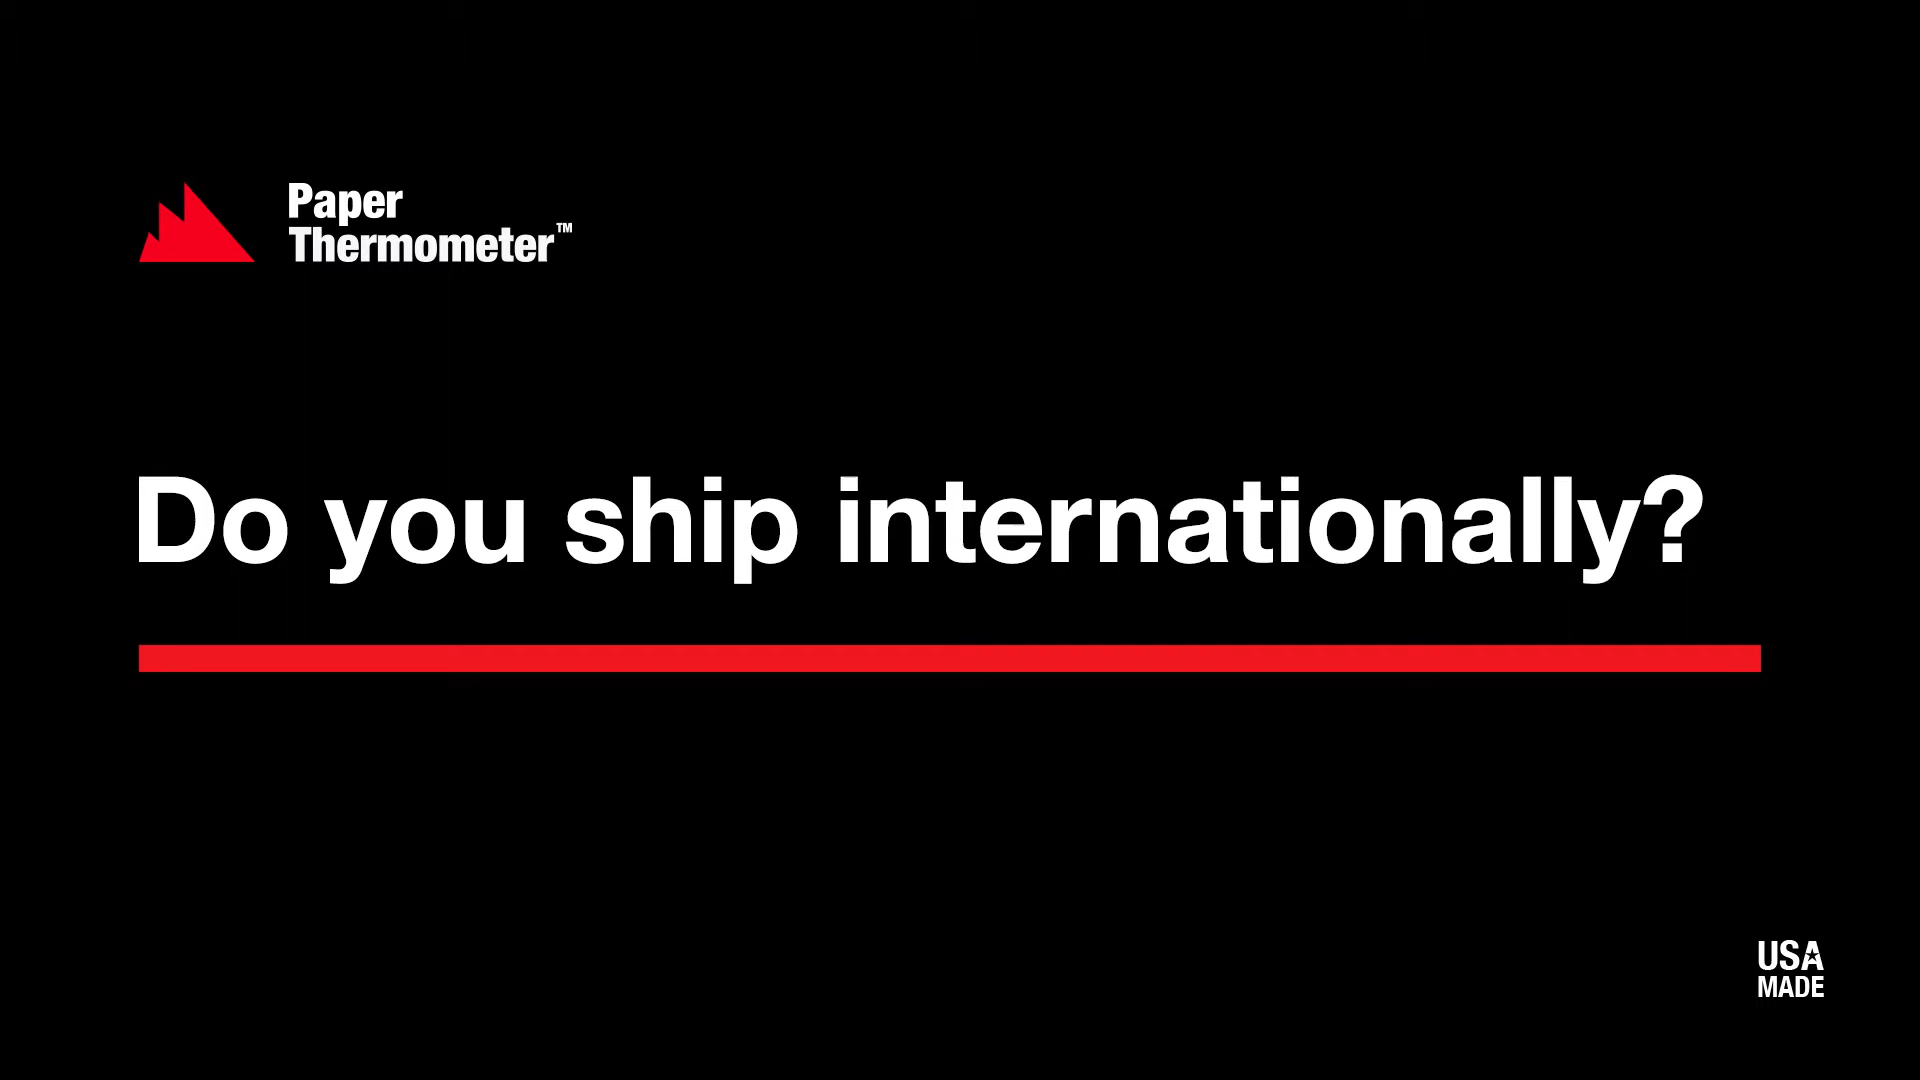 Paper
Thermometer™
Do you ship internationally?
USA
MADE